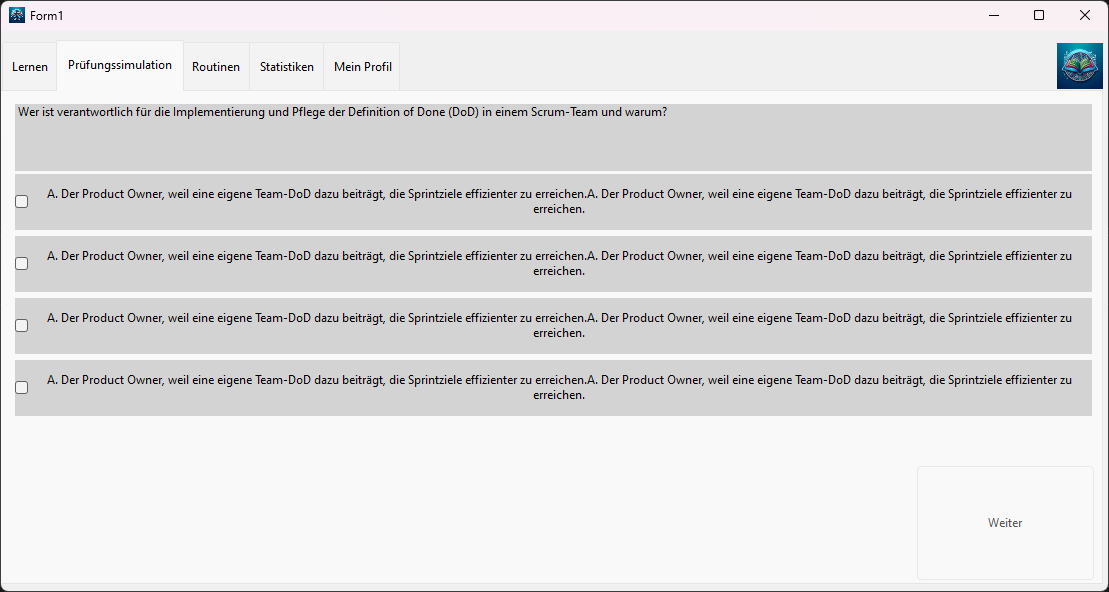 Form1
Lernen
Prüfungssimulation
Routinen
Statistiken
Mein Profil
Wer ist verantwortlich für die Implementierung und Pflege der Definition of Done (DoD) in einem Scrum-Team und warum?
A. Der Product Owner, weil eine eigene Team-DoD dazu beiträgt, die Sprintziele effizienter zu erreichen.A. Der Product Owner, weil eine eigene Team-DoD dazu beiträgt, die Sprintziele effizienter zu
erreichen.
A. Der Product Owner, weil eine eigene Team-DoD dazu beiträgt, die Sprintziele effizienter zu erreichen.A. Der Product Owner, weil eine eigene Team-DoD dazu beiträgt, die Sprintziele effizienter zu
erreichen.
A. Der Product Owner, weil eine eigene Team-DoD dazu beiträgt, die Sprintziele effizienter zu erreichen.A. Der Product Owner, weil eine eigene Team-DoD dazu beiträgt, die Sprintziele effizienter zu
erreichen.
A. Der Product Owner, weil eine eigene Team-DoD dazu beiträgt, die Sprintziele effizienter zu erreichen.A. Der Product Owner, weil eine eigene Team-DoD dazu beiträgt, die Sprintziele effizienter zu
erreichen.
Weiter